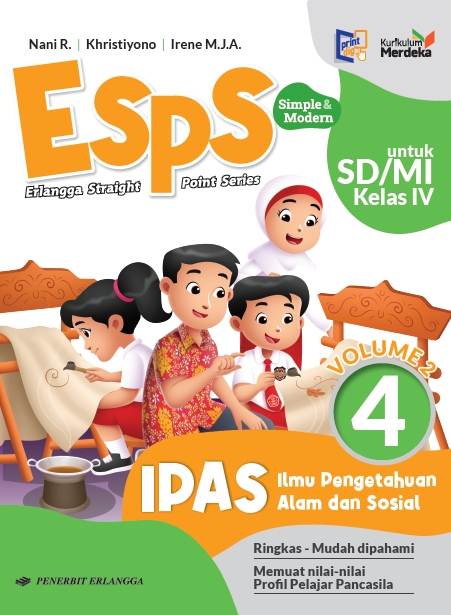 Nani R. | Khristiyono | Irene M.J.A.
print digi
Kurikulum
Merdeka
ESPS
Erlangga Straight Point Series
Simple &
Modern
untuk
SD/MI
Kelas IV
VOLUME 2
4
IPAS
Ilmu Pengetahuan
Alam dan Sosial
Ringkas - Mudah dipahami
Memuat nilai-nilai
Profil Pelajar Pancasila
PENERBIT ERLANGGA